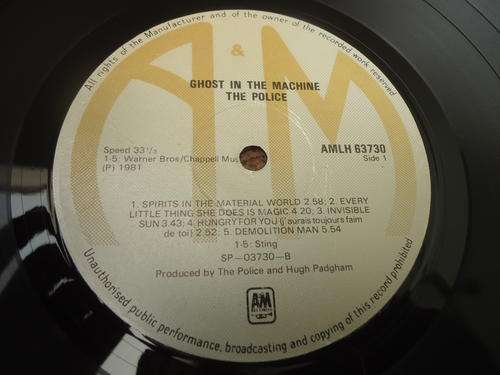 All rights of the Manufacturer and of the owner of the recorded work reserved
A & M
GHOST IN THE MACHINE
THE POLICE
Speed 33⅓
1-5: Warner Bros/Chappell Mus
(P) 1981
AMLH 63730
Side 1
1. SPIRITS IN THE MATERIAL WORLD 2.58; 2. EVERY
LITTLE THING SHE DOES IS MAGIC 4.20; 3. INVISIBLE
SUN 3.43; 4. HUNGRY FOR YOU (j'aurais toujours faim
de toi) 2.52. 5. DEMOLITION MAN 5.54
1-5: Sting
SP-03730-B
Produced by The Police and Hugh Padgham
AM
RECORDS
Unauthorised public performance, broadcasting and copying of this record prohibited